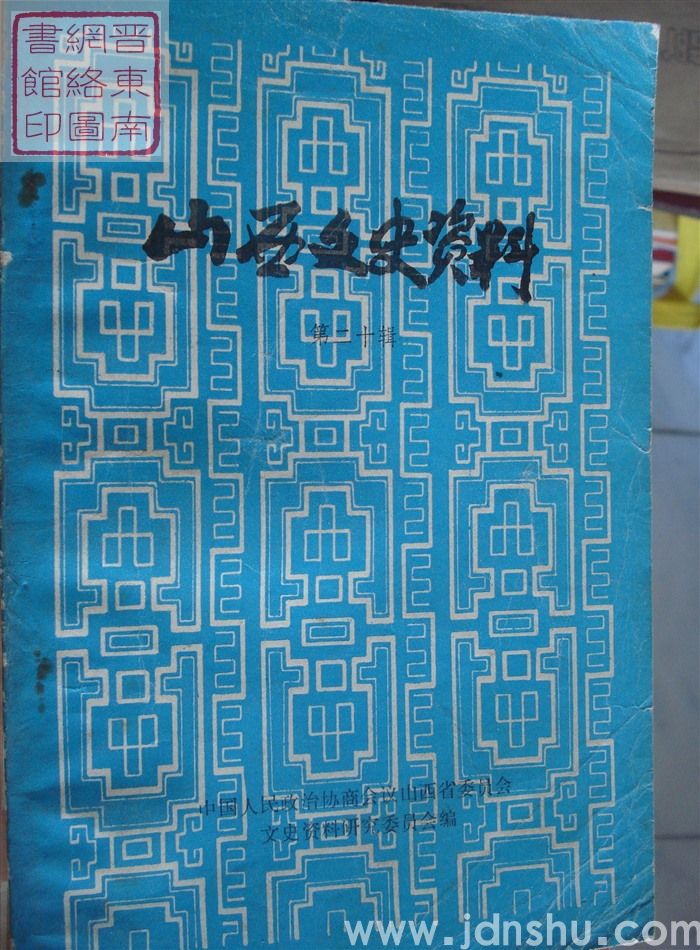 晋東南
網絡圖
書館印
山西文史资料
第二十辑
中国人民政治协商会议山西省委员会
文史资料研究委员会编
www.jdnshu.com